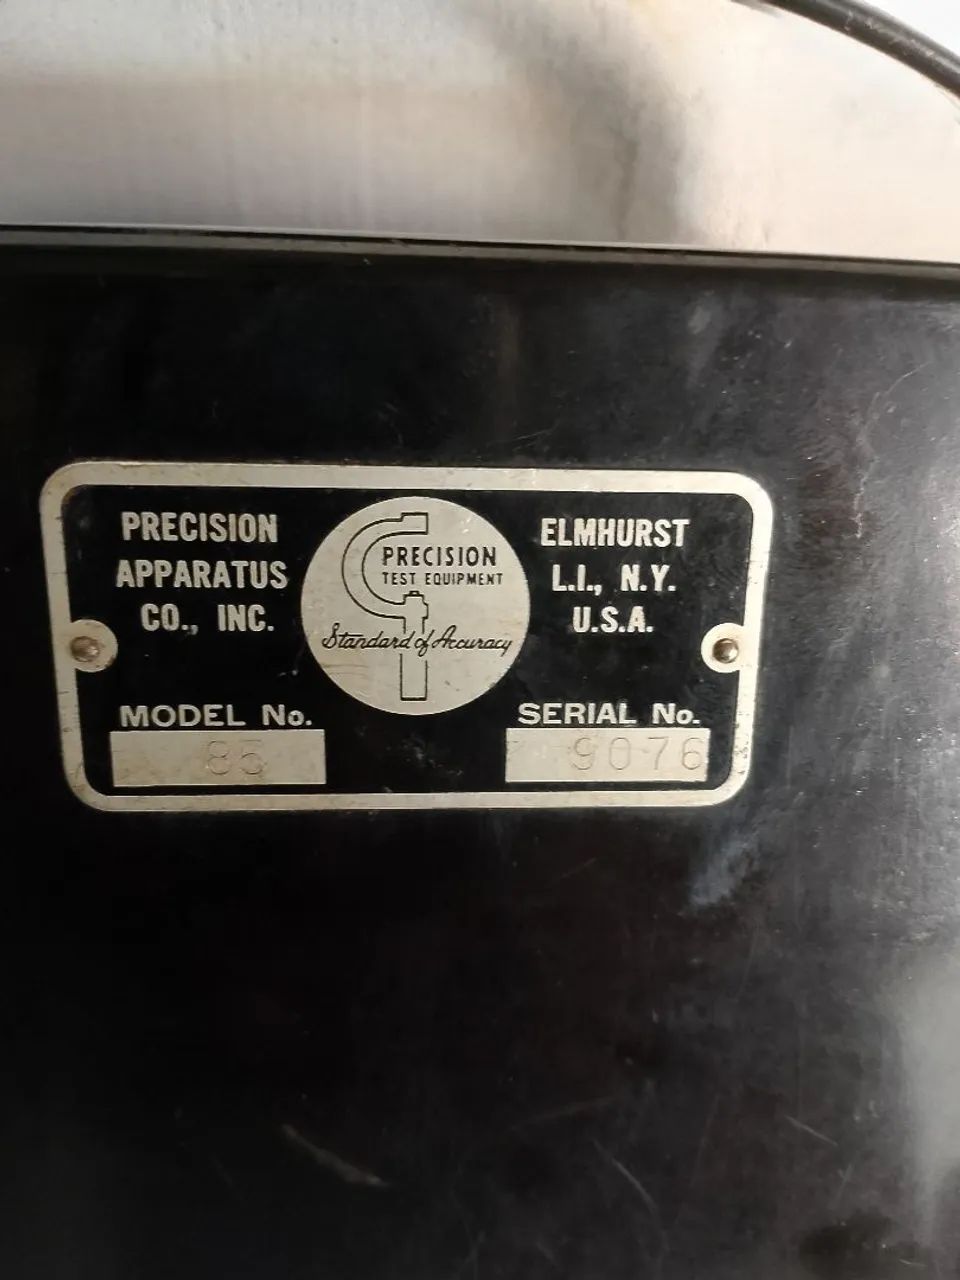 PRECISION
APPARATUS
CO., INC.
PRECISION
TEST EQUIPMENT
Standard of Accuracy
ELMHURST
L.I., N.Y.
U.S.A.
MODEL No.
85
SERIAL No.
9076